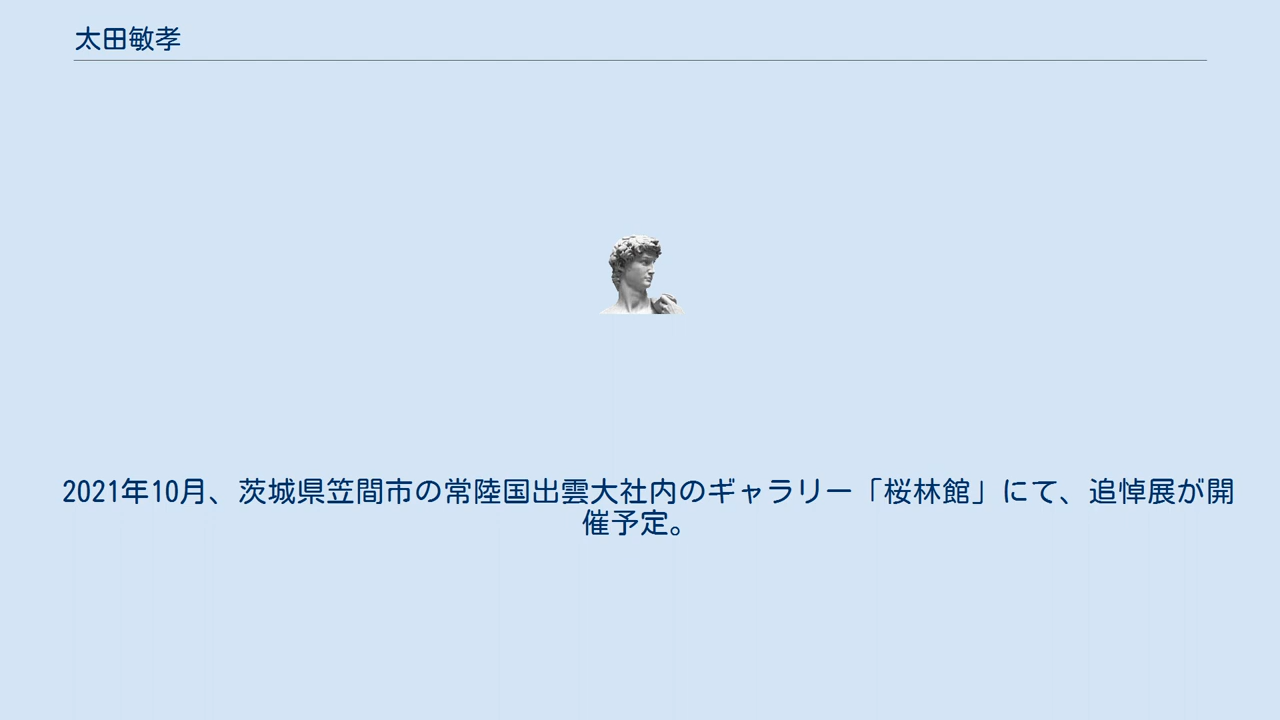 太田敏孝
2021年10月、茨城県笠間市の常陸国出雲大社内のギャラリー「桜林館」にて、追悼展が開
催予定。